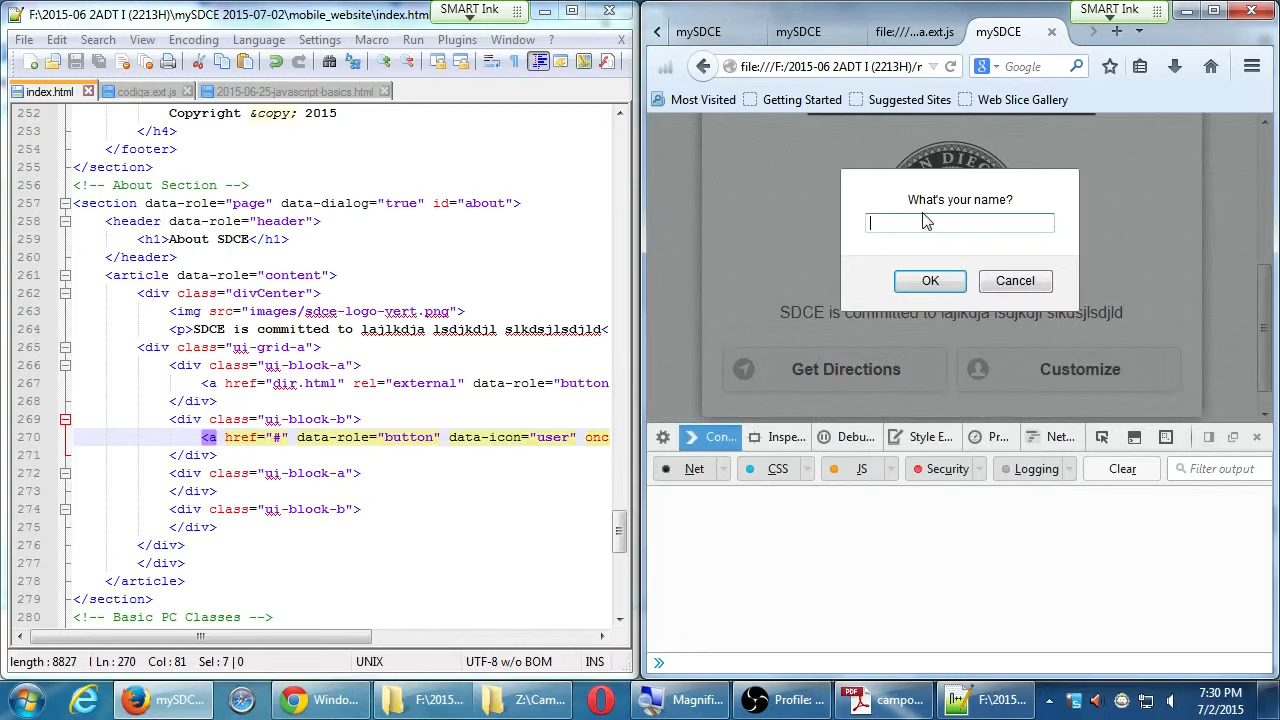 F:\2015-06 2ADT I (2213H)\mySDCE 2015-07-02\mobile_website\index.html
SMART Ink
File Edit Search View Encoding Language Settings Macro Run Plugins Window ? X
index.html
codiqa.ext.js
2015-06-25-javascript-basics.html
252 Copyright &copy; 2015
253 </h4>
254 </footer>
255 </section>
256 <!-- About Section -->
257 <section data-role="page" data-dialog="true" id="about">
258 <header data-role="header">
259 <h1>About SDCE</h1>
260 </header>
261 <article data-role="content">
262 <div class="divCenter">
263 <img src="images/sdce-logo-vert.png">
264 <p>SDCE is committed to lajlkdja lsdjkdjl slkdsjlsdjld<
265 <div class="ui-grid-a">
266 <div class="ui-block-a">
267 <a href="dir.html" rel="external" data-role="button
268 </div>
269 <div class="ui-block-b">
270 <a href="#" data-role="button" data-icon="user" onc
271 </div>
272 <div class="ui-block-a">
273 </div>
274 <div class="ui-block-b">
275 </div>
276 </div>
277 </div>
278 </article>
279 </section>
280 <!-- Basic PC Classes -->
length : 8827 Ln : 270 Col : 81 Sel : 7 | 0 UNIX UTF-8 w/o BOM INS
SMART Ink
mySDCE
mySDCE
file:///...a.ext.js
mySDCE
file:///F:/2015-06 2ADT I (2213H)/r
Google
Most Visited Getting Started Suggested Sites Web Slice Gallery
What's your name?
OK Cancel
SDCE is committed to lajlkdja lsdjkdjl slkdsjlsdjld
Get Directions Customize
Con... Inspe... Debu... Style E... Pr... Net...
Net CSS JS Security Logging Clear Filter output
mySDC... Windo... F:\2015... Z:\Cam... Magnifi... Profile: ... campo... F:\2015...
7:30 PM
7/2/2015